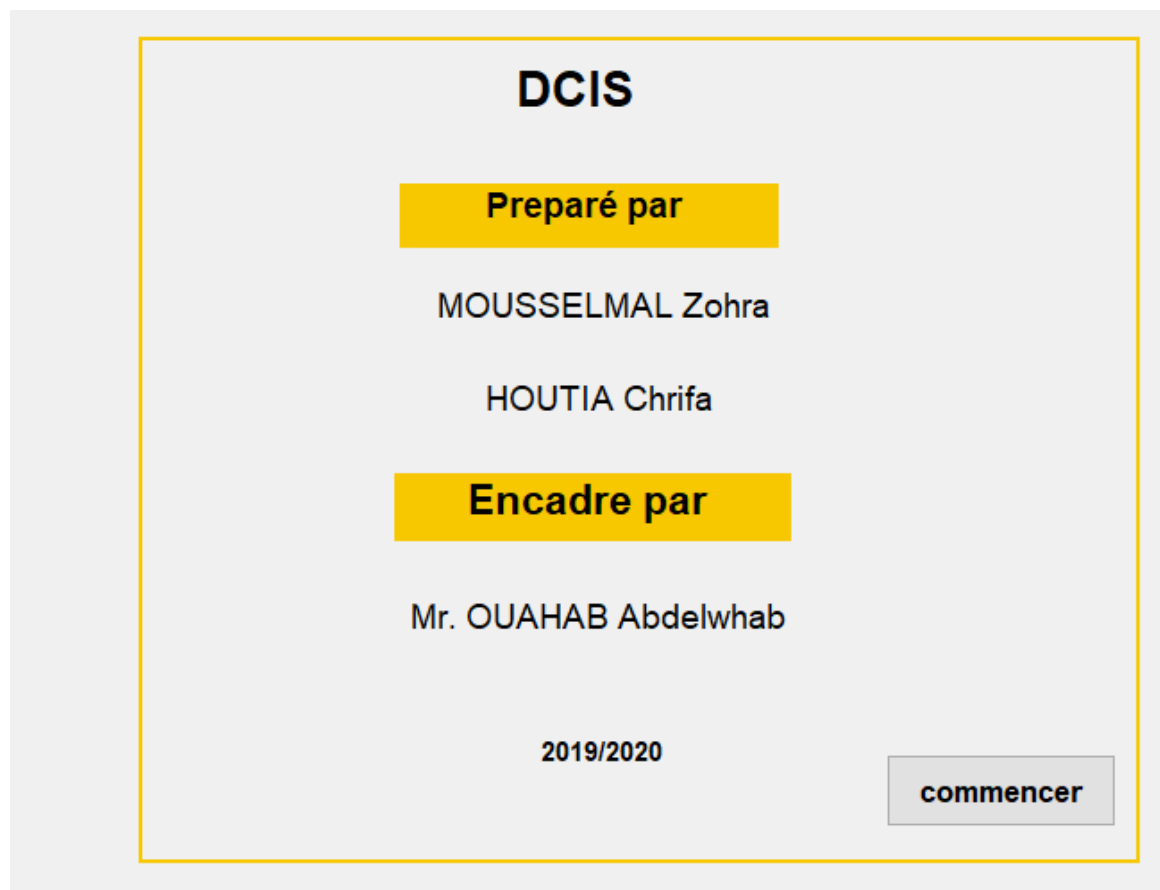 DCIS
Preparé par
MOUSSELMAL Zohra
HOUTIA Chrifa
Encadre par
Mr. OUAHAB Abdelwhab
2019/2020
commencer